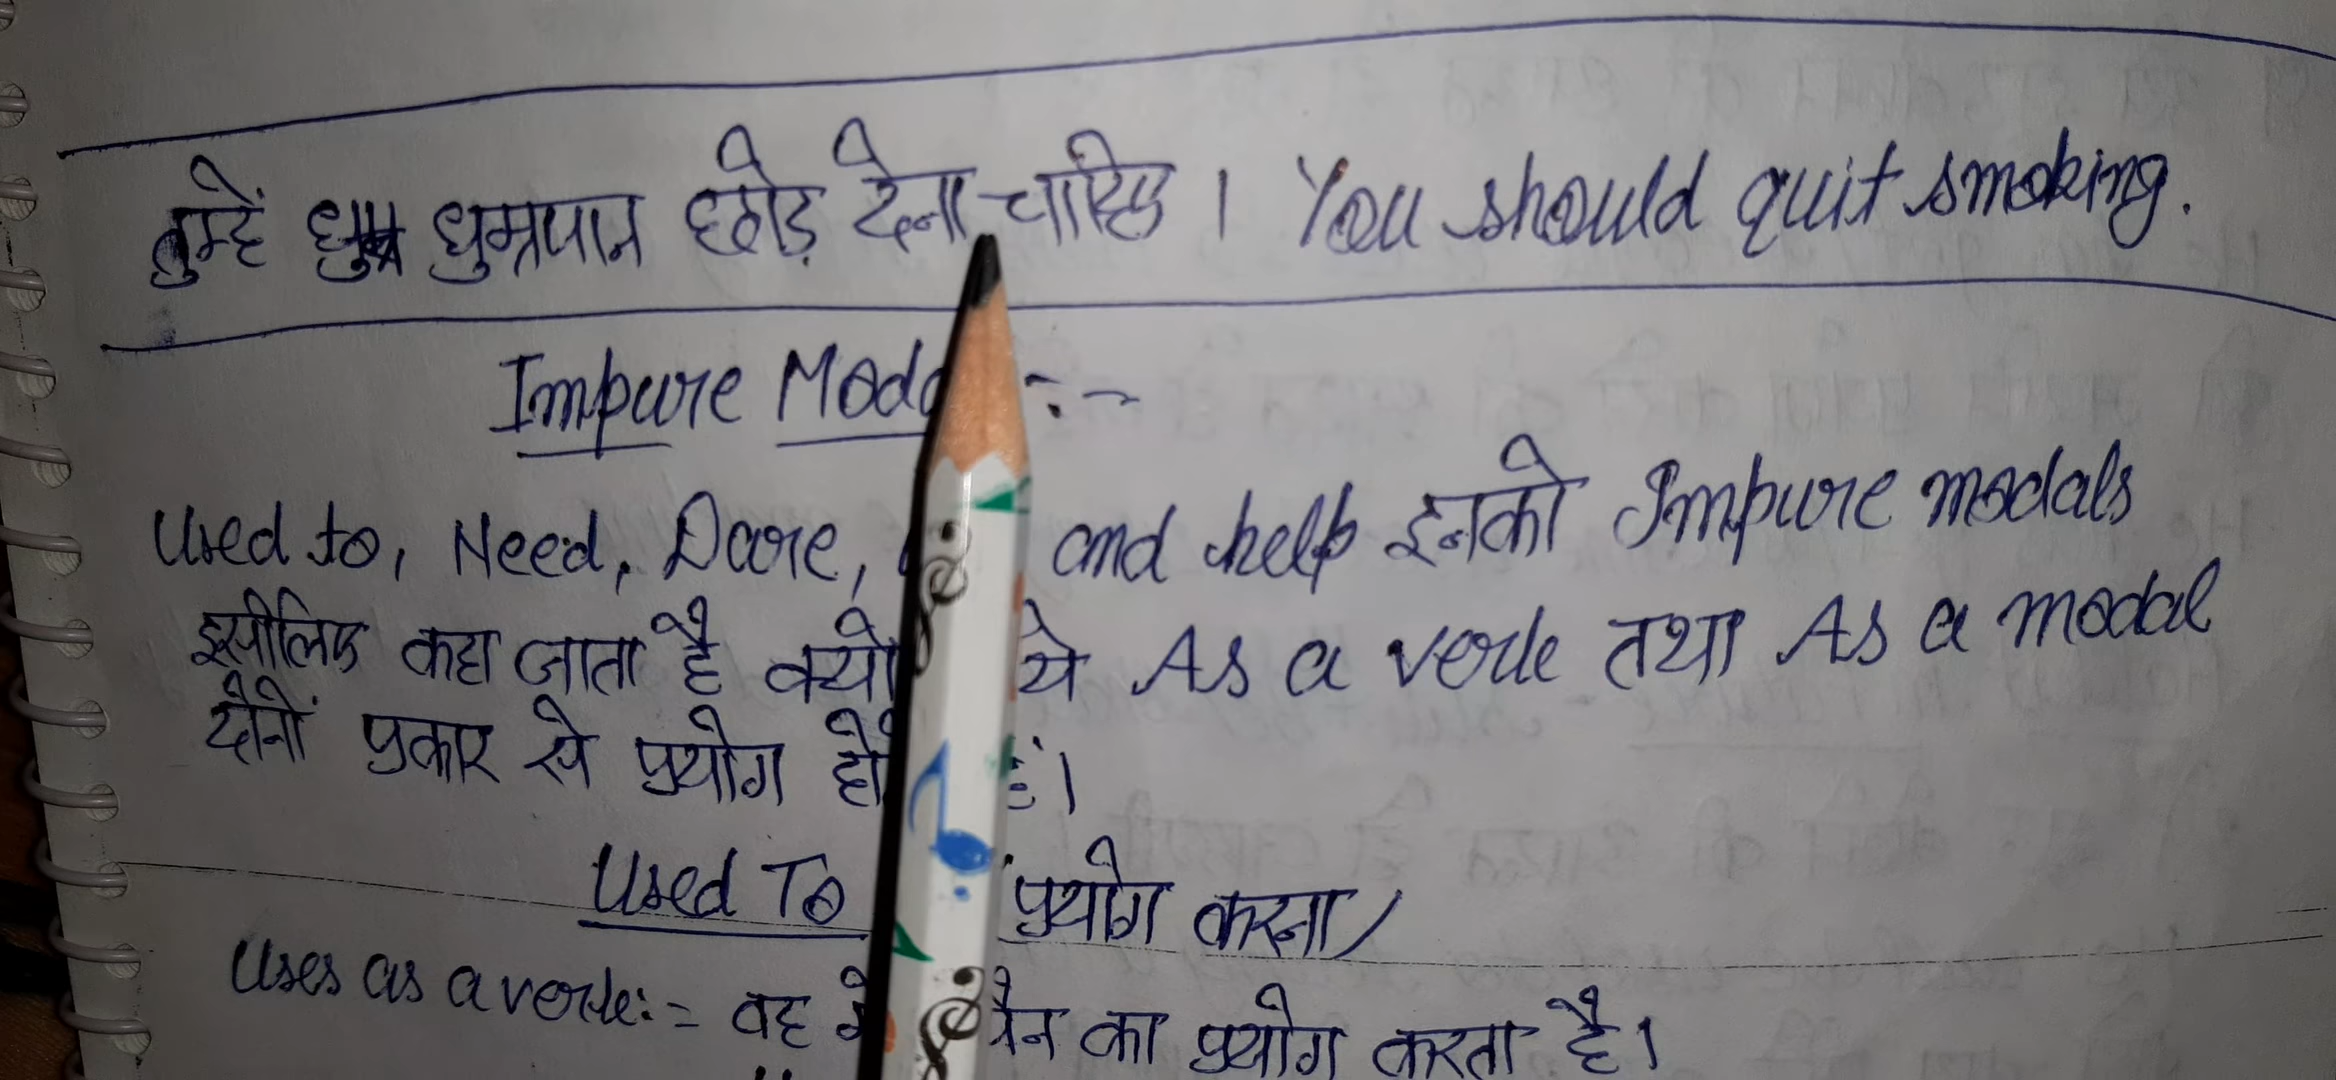 तुम्हें धुम्रपान छोड़ देना चाहिए । You should quit smoking.
Impure :-
Used to, Need, Dare, and help इनको Impure modals
इसीलिए कहा जाता है ये As a verb तथा As a modal
दोनों प्रकार से प्रयोग
Used To प्रयोग करना
Uses as a verb:= वह का प्रयोग करता है।